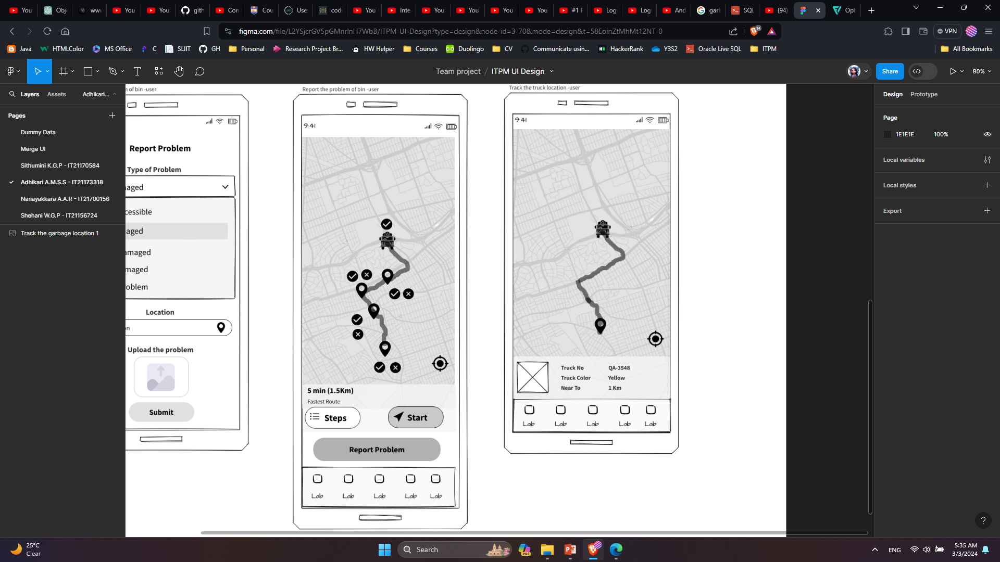 You
Obj
www
You
You
gith
Con
Cou
Use
cod
You
Inte
You
You
You
You
#1 F
Logi
Log
And
gart
SQL
(94)
Opt
figma.com/file/L2YSjcrGV5pGMnrInH7WbB/ITPM-UI-Design?type=design&node-id=3-70&mode=design&t=58EoinZtMhMt12NT-0
14
VPN
Java
HTMLColor
MS Office
C
SLIIT
GH
Personal
Research Project Br...
HW Helper
Courses
Duolingo
CV
Communicate usin...
HackerRank
Y3S2
Oracle Live SQL
ITPM
All Bookmarks
Team project / ITPM UI Design
Share
80%
Layers
Assets
Adhikari...
Pages
Dummy Data
Merge UI
Sithumini K.G.P - IT21170584
Adhikari A.M.S.S - IT21173318
Nanayakkara A.A.R - IT21700156
Shehani W.G.P - IT21156724
Track the garbage location 1
n of bin -user
Report Problem
Type of Problem
aged
cessible
aged
maged
maged
roblem
Location
on
Upload the problem
Submit
Report the problem of bin -user
9:41
5 min (1.5Km)
Fastest Route
Steps
Start
Report Problem
Lab
Lab
Lab
Lab
Lab
Track the truck location -user
9:41
Truck No QA-3548
Truck Color Yellow
Near To 1 Km
Lab
Lab
Lab
Lab
Lab
Design
Prototype
Page
1E1E1E
100%
Local variables
Local styles
Export
?
25°C
Clear
Search
PRE
ENG
5:35 AM
3/3/2024